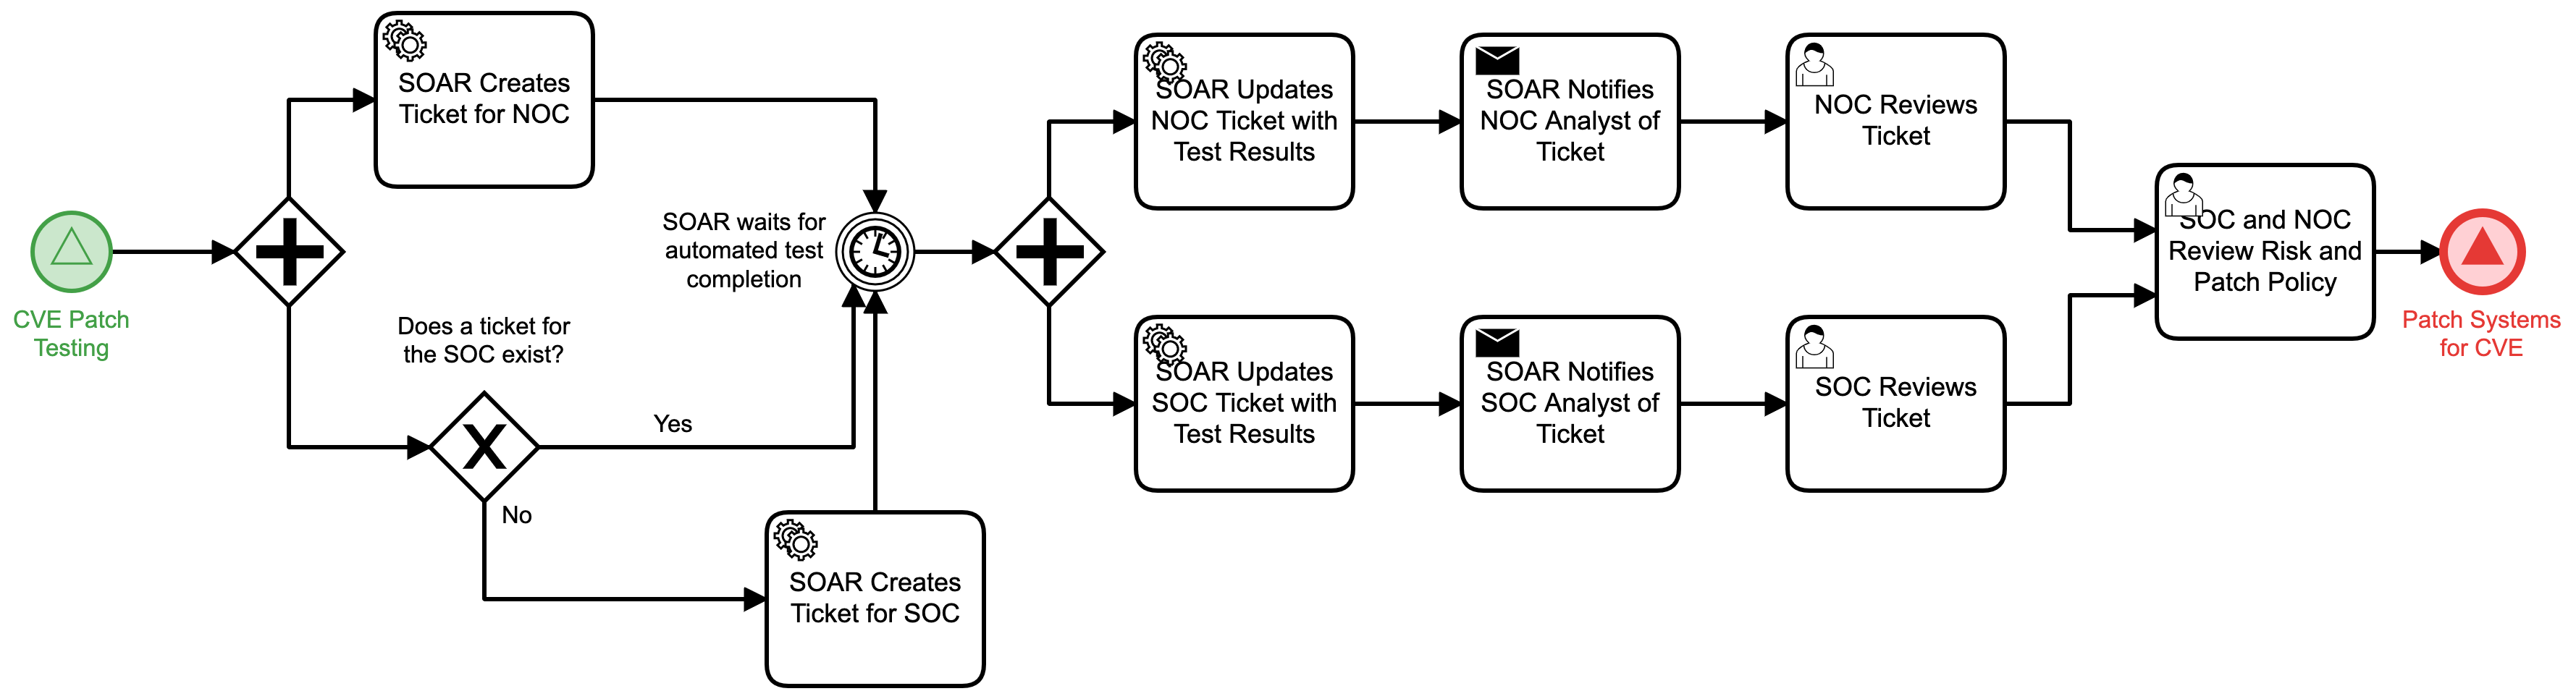 CVE Patch
Testing
SOAR Creates
Ticket for NOC
Does a ticket for
the SOC exist?
Yes
No
SOAR Creates
Ticket for SOC
SOAR waits for
automated test
completion
SOAR Updates
NOC Ticket with
Test Results
SOAR Notifies
NOC Analyst of
Ticket
NOC Reviews
Ticket
SOAR Updates
SOC Ticket with
Test Results
SOAR Notifies
SOC Analyst of
Ticket
SOC Reviews
Ticket
SOC and NOC
Review Risk and
Patch Policy
Patch Systems
for CVE